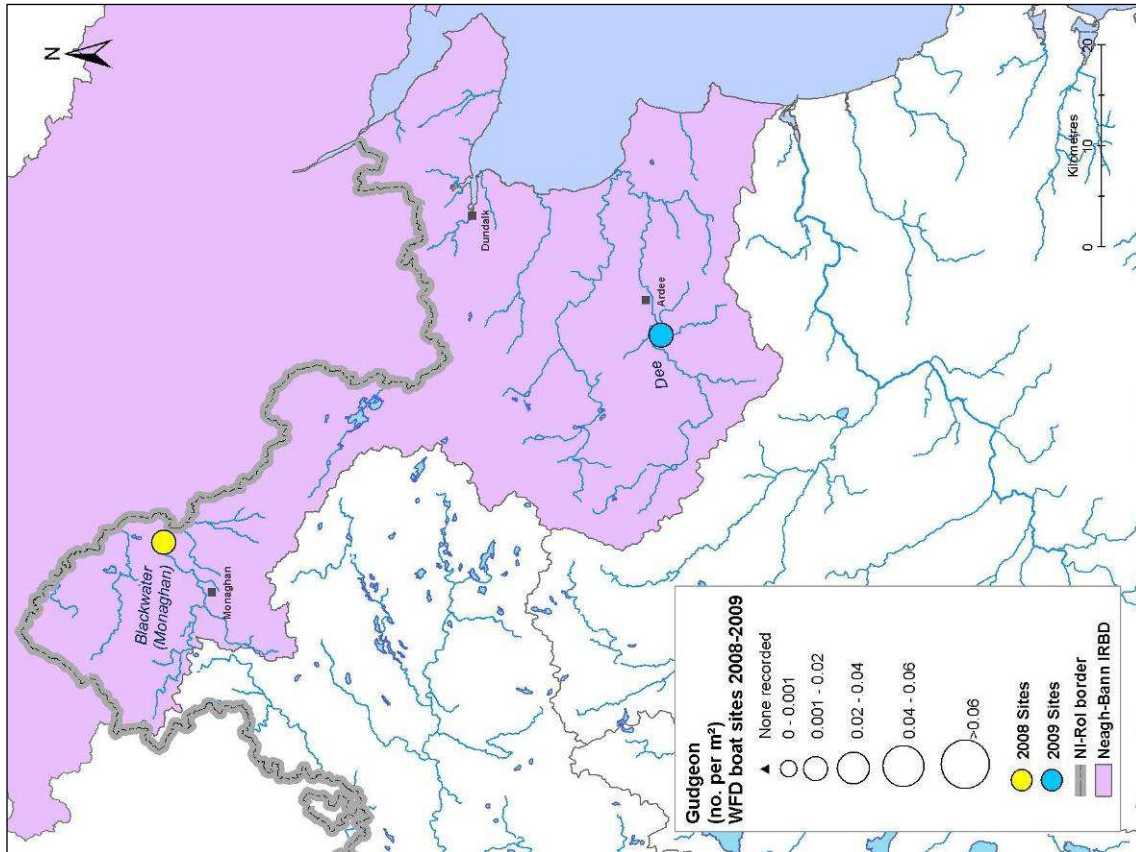 N
Blackwater
(Monaghan)
Monaghan
Dundalk
Ardee
Dee
0 10 20
Kilometres
Gudgeon
(no. per m²)
WFD boat sites 2008-2009
None recorded
0 - 0.001
0.001 - 0.02
0.02 - 0.04
0.04 - 0.06
>0.06
2008 Sites
2009 Sites
NI-RoI border
Neagh-Bann IRBD